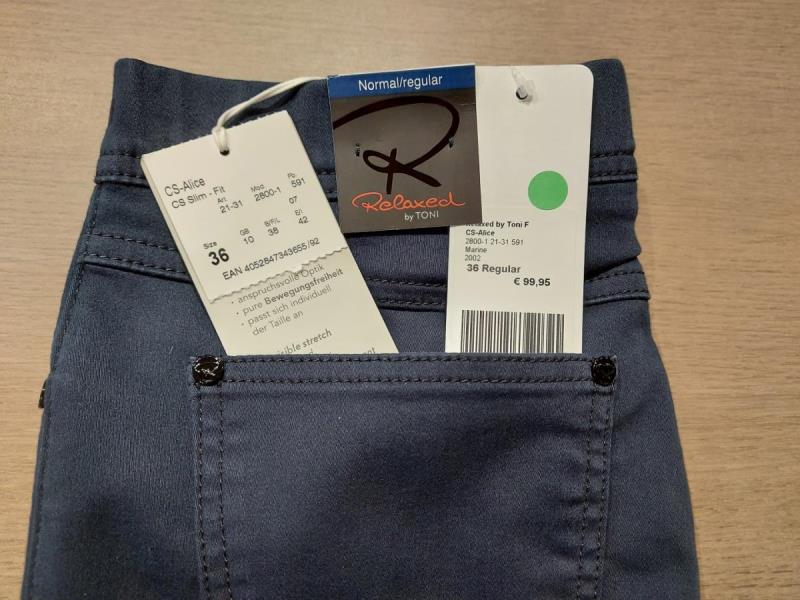 Normal/regular
R
Relaxed
by TONI
CS-Alice
CS Slim - Fit
Art. Mod. Fb.
21-31 2800-1 591
07
Size GB B/F/L E/I
36 10 38 42
EAN 4052847343655/92
· anspruchsvolle Optik
· pure Bewegungsfreiheit
· passt sich individuell
der Taille an
stretch
Relaxed by Toni F
CS-Alice
2800-1 21-31 591
Marine
2002
36 Regular
€ 99,95